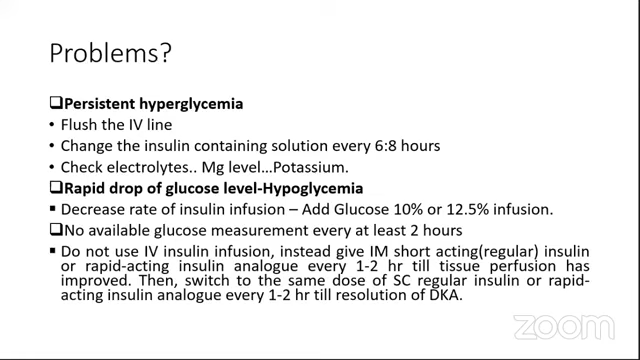 Problems?
❑Persistent hyperglycemia
• Flush the IV line
• Change the insulin containing solution every 6:8 hours
• Check electrolytes.. Mg level...Potassium.
❑Rapid drop of glucose level-Hypoglycemia
▪ Decrease rate of insulin infusion – Add Glucose 10% or 12.5% infusion.
❑No available glucose measurement every at least 2 hours
▪ Do not use IV insulin infusion, instead give IM short acting(regular) insulin
or rapid-acting insulin analogue every 1-2 hr till tissue perfusion has
improved. Then, switch to the same dose of SC regular insulin or rapid-
acting insulin analogue every 1-2 hr till resolution of DKA.
zoom